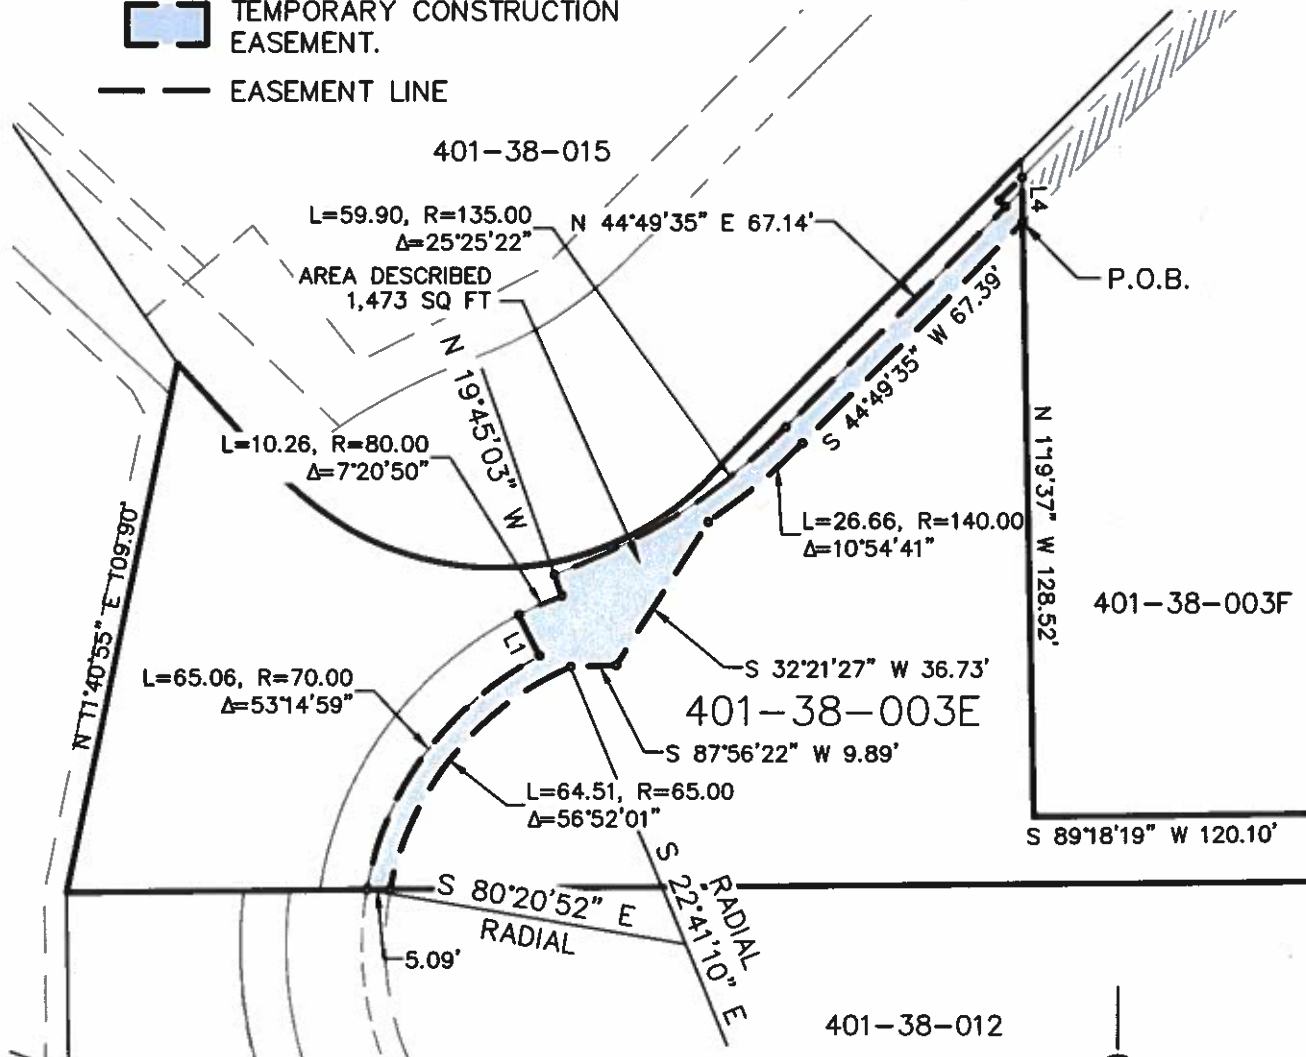 TEMPORARY CONSTRUCTION
EASEMENT.
EASEMENT LINE
401-38-015
L=59.90, R=135.00
Δ=25°25'22"
N 44°49'35" E 67.14'
L4
AREA DESCRIBED
1,473 SQ FT
P.O.B.
S 44°49'35" W 67.39'
N 19°45'03" W
L=10.26, R=80.00
Δ=7°20'50"
N 1°19'37" W 128.52'
L=26.66, R=140.00
Δ=10°54'41"
N 11°40'55" E 109.90'
401-38-003F
L1
L=65.06, R=70.00
Δ=53°14'59"
S 32°21'27" W 36.73'
401-38-003E
S 87°56'22" W 9.89'
L=64.51, R=65.00
Δ=56°52'01"
S 89°18'19" W 120.10'
S 80°20'52" E
RADIAL
S 22°41'10" E
RADIAL
5.09'
401-38-012